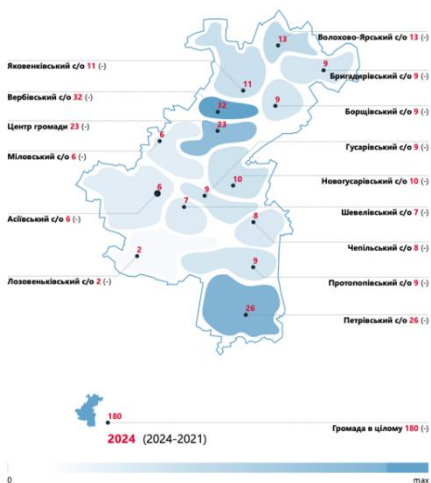 13
Волохово-Ярський с/о 13 (-)
Яковенківський с/о 11 (-)
9
Бригадирівський с/о 9 (-)
11
Вербівський с/о 32 (-)
32
9
Борщівський с/о 9 (-)
Центр громади 23 (-)
23
6
Гусарівський с/о 9 (-)
Міловський с/о 6 (-)
10
Новогусарівський с/о 10 (-)
6
9
7
Шевелівський с/о 7 (-)
Асіївський с/о 6 (-)
8
Чепільський с/о 8 (-)
2
9
Лозовеньківський с/о 2 (-)
Протопопівський с/о 9 (-)
26
Петрівський с/о 26 (-)
180
Громада в цілому 180 (-)
2024 (2024-2021)
0
max